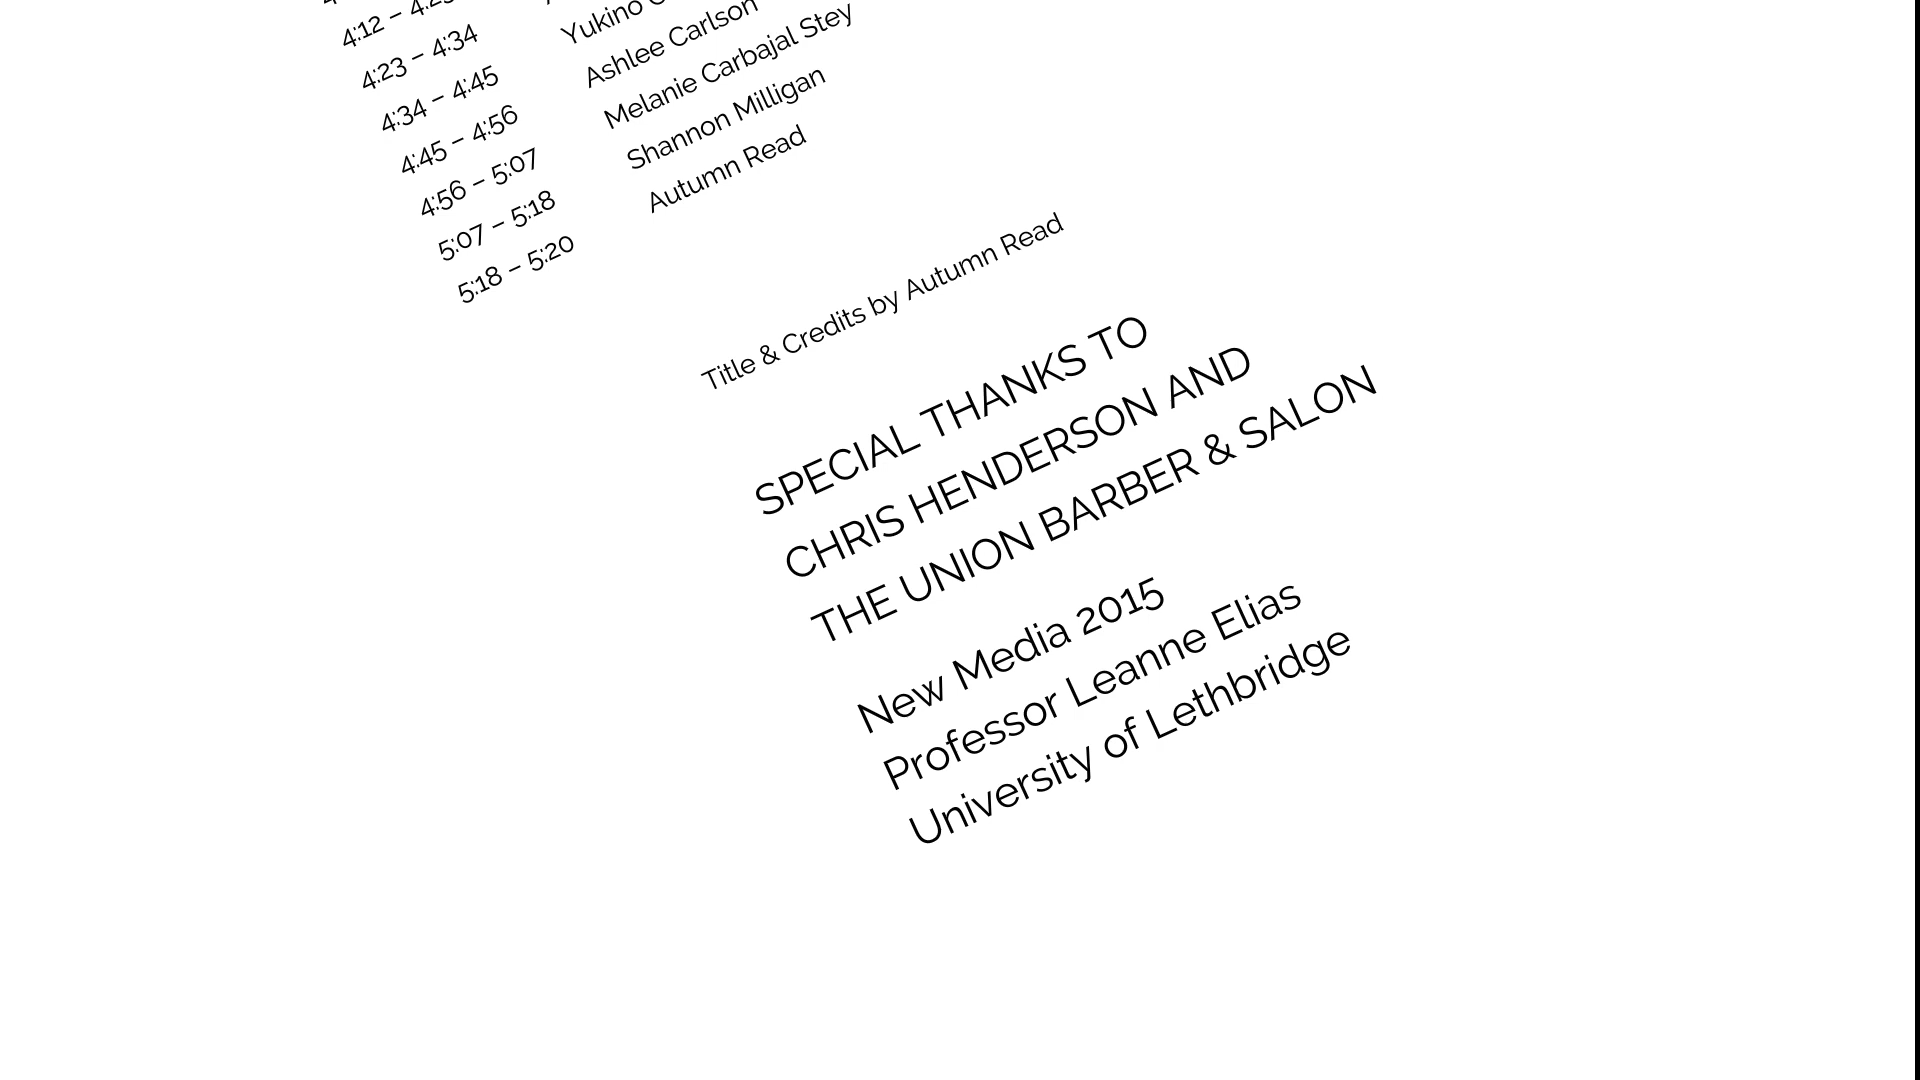 4:12 –
4:23 – 4:34
4:34 – 4:45 Yukino
4:45 – 4:56 Ashlee Carlson
4:56 – 5:07 Melanie Carbajal Stey
5:07 – 5:18 Shannon Milligan
5:18 – 5:20 Autumn Read
Title & Credits by Autumn Read
SPECIAL THANKS TO
CHRIS HENDERSON AND
THE UNION BARBER & SALON
New Media 2015
Professor Leanne Elias
University of Lethbridge